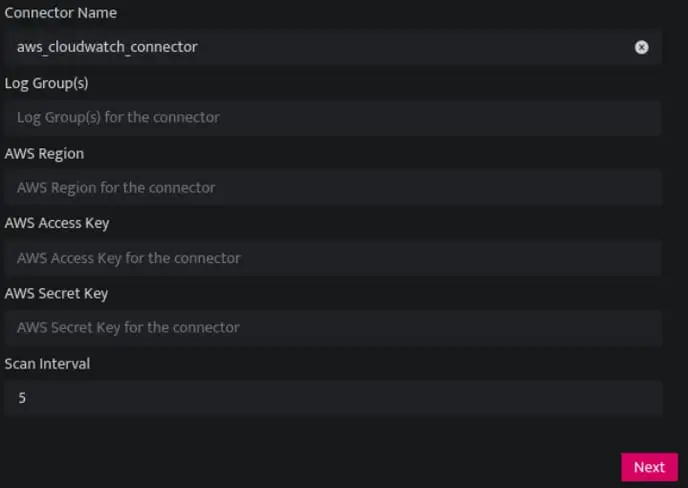 Connector Name
aws_cloudwatch_connector
Log Group(s)
Log Group(s) for the connector
AWS Region
AWS Region for the connector
AWS Access Key
AWS Access Key for the connector
AWS Secret Key
AWS Secret Key for the connector
Scan Interval
5
Next